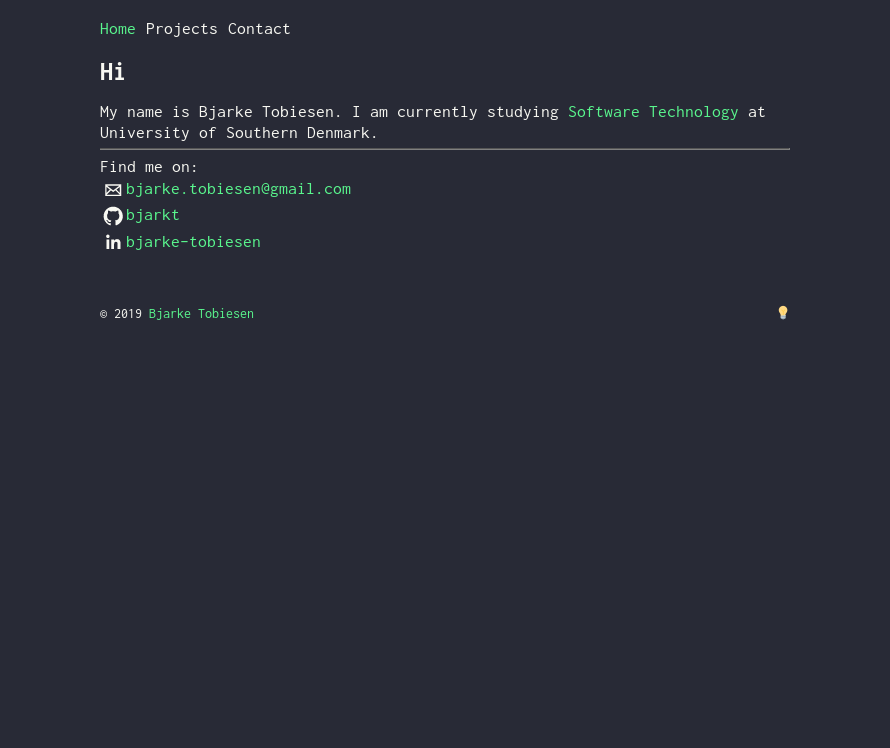 Home Projects Contact
Hi
My name is Bjarke Tobiesen. I am currently studying Software Technology at
University of Southern Denmark.
Find me on:
bjarke.tobiesen@gmail.com
bjarkt
in bjarke-tobiesen
© 2019 Bjarke Tobiesen